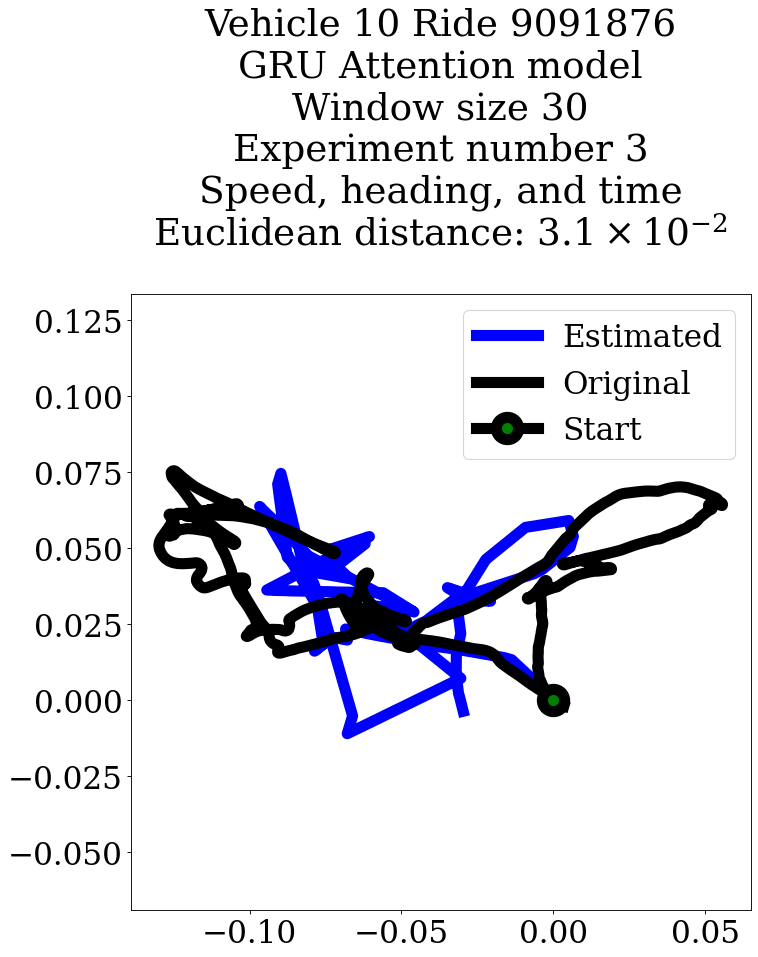 Vehicle 10 Ride 9091876
GRU Attention model
Window size 30
Experiment number 3
Speed, heading, and time
Euclidean distance: 3.1 × 10⁻²
Estimated
Original
Start
0.125
0.100
0.075
0.050
0.025
0.000
−0.025
−0.050
−0.10
−0.05
0.00
0.05